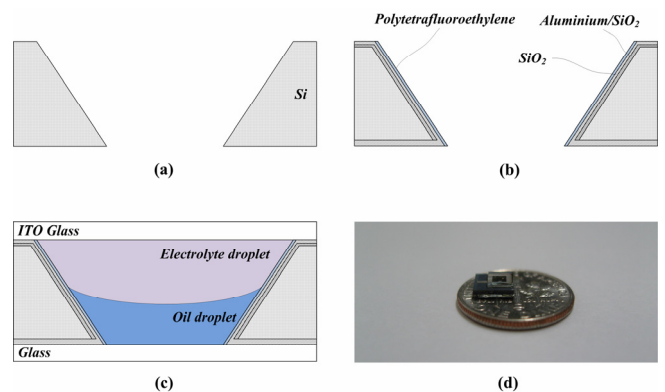 Si
(a)
Polytetrafluoroethylene
Aluminium/SiO₂
SiO₂
(b)
ITO Glass
Electrolyte droplet
Oil droplet
Glass
(c)
(d)